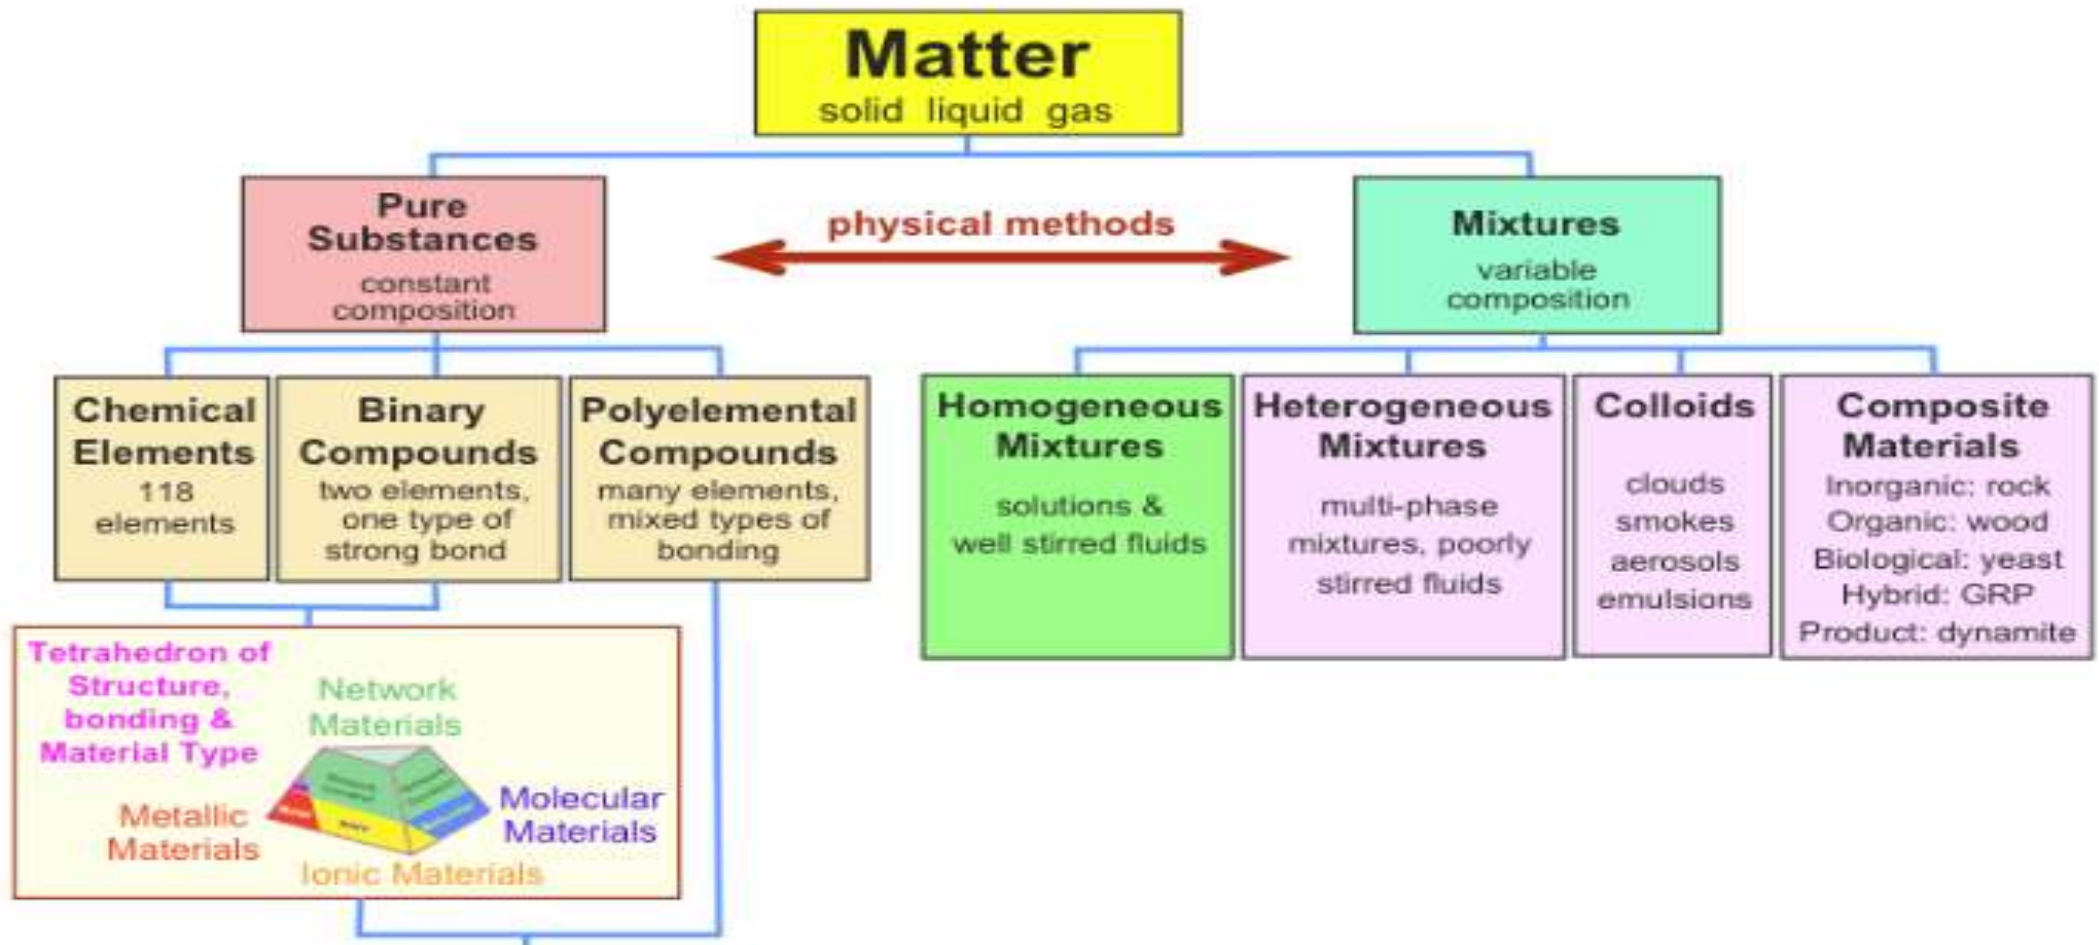 Matter
solid liquid gas
Pure
Substances
constant
composition
physical methods
Mixtures
variable
composition
Chemical
Elements
118
elements
Binary
Compounds
two elements,
one type of
strong bond
Polyelemental
Compounds
many elements,
mixed types of
bonding
Homogeneous
Mixtures
solutions &
well stirred fluids
Heterogeneous
Mixtures
multi-phase
mixtures, poorly
stirred fluids
Colloids
clouds
smokes
aerosols
emulsions
Composite
Materials
Inorganic: rock
Organic: wood
Biological: yeast
Hybrid: GRP
Product: dynamite
Tetrahedron of
Structure,
bonding &
Material Type
Network
Materials
Metallic
Materials
Molecular
Materials
Ionic Materials